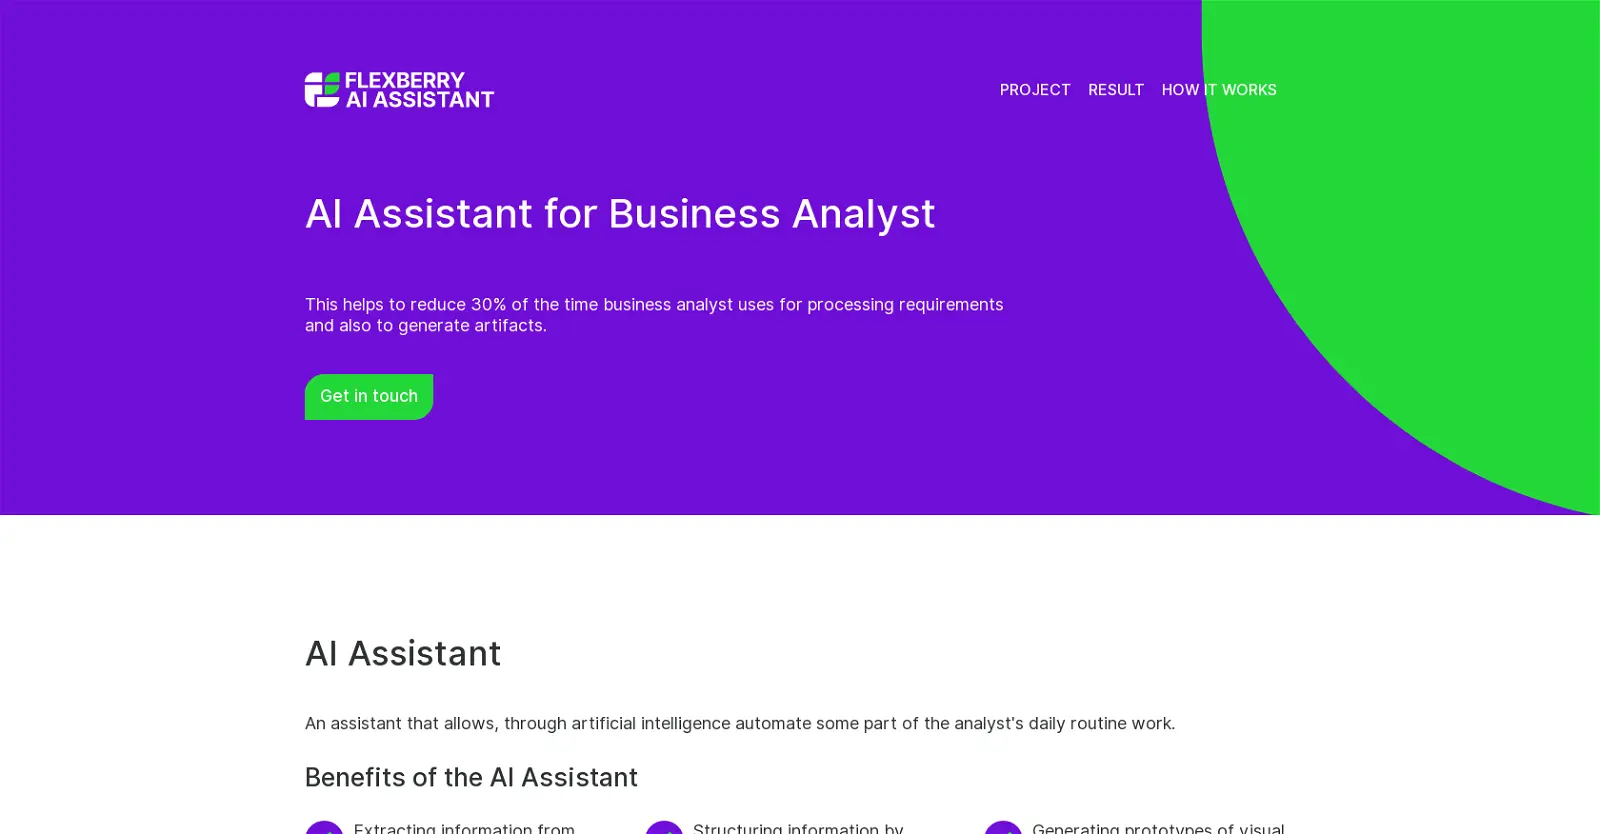 FLEXBERRY
AI ASSISTANT
PROJECT RESULT HOW IT WORKS
AI Assistant for Business Analyst
This helps to reduce 30% of the time business analyst uses for processing requirements
and also to generate artifacts.
Get in touch
AI Assistant
An assistant that allows, through artificial intelligence automate some part of the analyst's daily routine work.
Benefits of the AI Assistant
Extracting information from
Structuring information by
Generating prototypes of visual